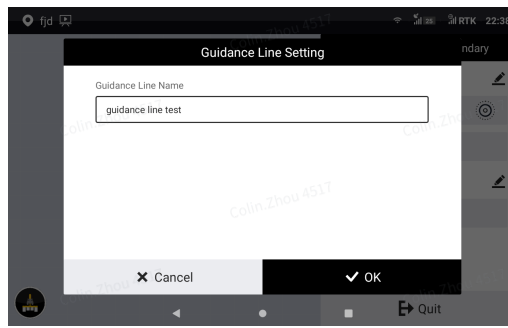 fjd
25
RTK 22:38
ndary
Guidance Line Setting
Guidance Line Name
guidance line test
Colin.Zhou 4517
Cancel
OK
Quit